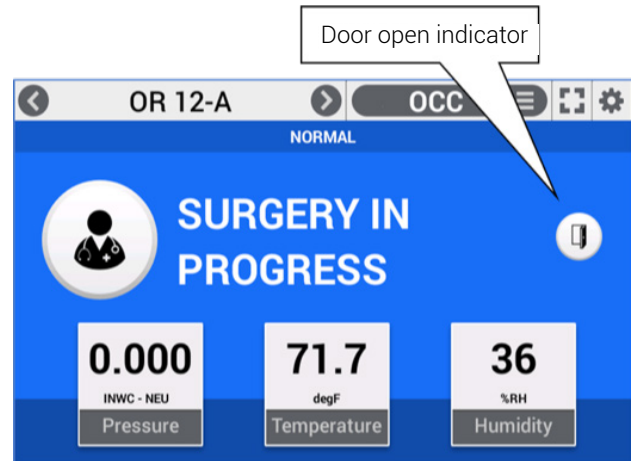 Door open indicator
OR 12-A
OCC
NORMAL
SURGERY IN
PROGRESS
0.000
INWC - NEU
Pressure
71.7
degF
Temperature
36
%RH
Humidity